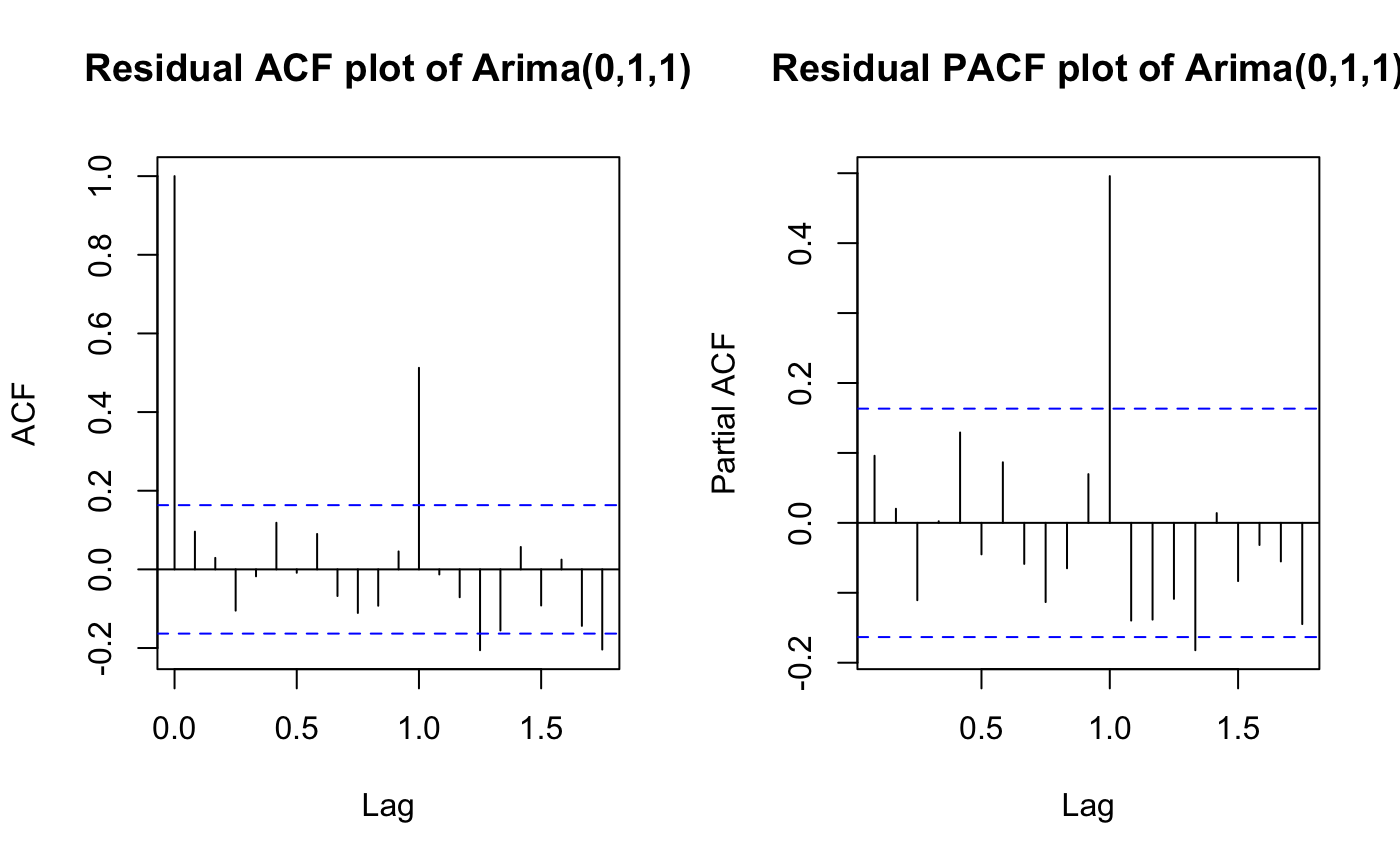 Residual ACF plot of Arima(0,1,1)
ACF
1.0
0.8
0.6
0.4
0.2
0.0
-0.2
0.0 0.5 1.0 1.5
Lag
Residual PACF plot of Arima(0,1,1)
Partial ACF
0.4
0.2
0.0
-0.2
0.5 1.0 1.5
Lag